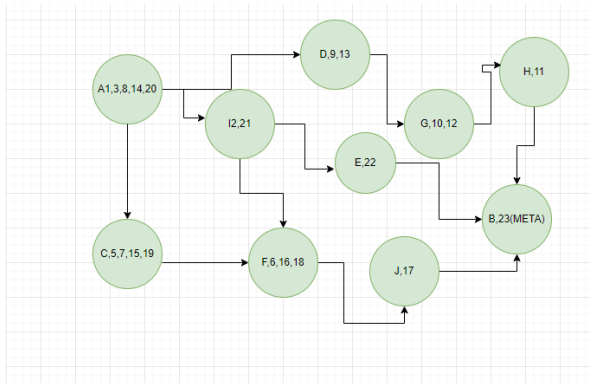 D,9,13
H,11
A1,3,8,14,20
I2,21
G,10,12
E,22
B,23(META)
C,5,7,15,19
F,6,16,18
J,17